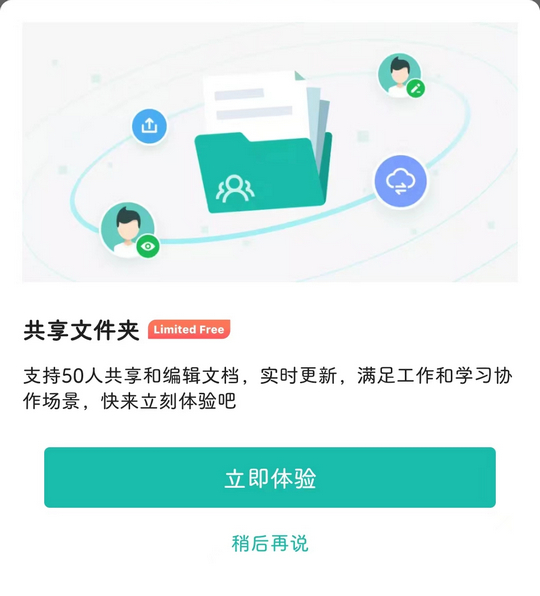 共享文件夹 Limited Free
支持50人共享和编辑文档，实时更新，满足工作和学习协
作场景，快来立刻体验吧
立即体验
稍后再说